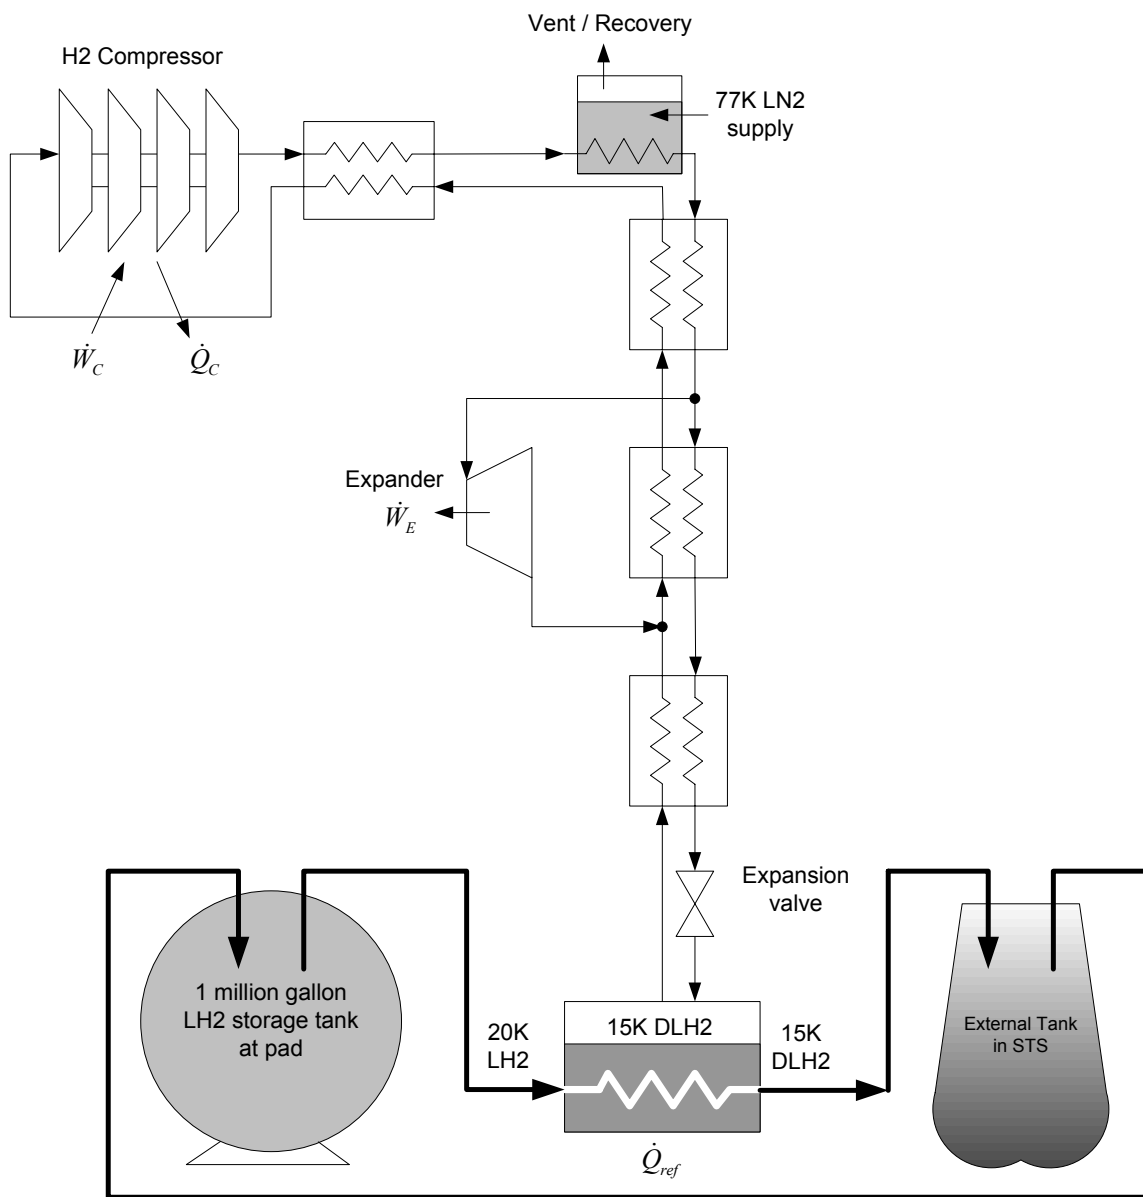 Vent / Recovery
H2 Compressor
77K LN2
supply
Ẇ_C
Q̇_C
Expander
Ẇ_E
Expansion
valve
1 million gallon
LH2 storage tank
at pad
20K
LH2
15K DLH2
15K
DLH2
External Tank
in STS
Q̇_ref